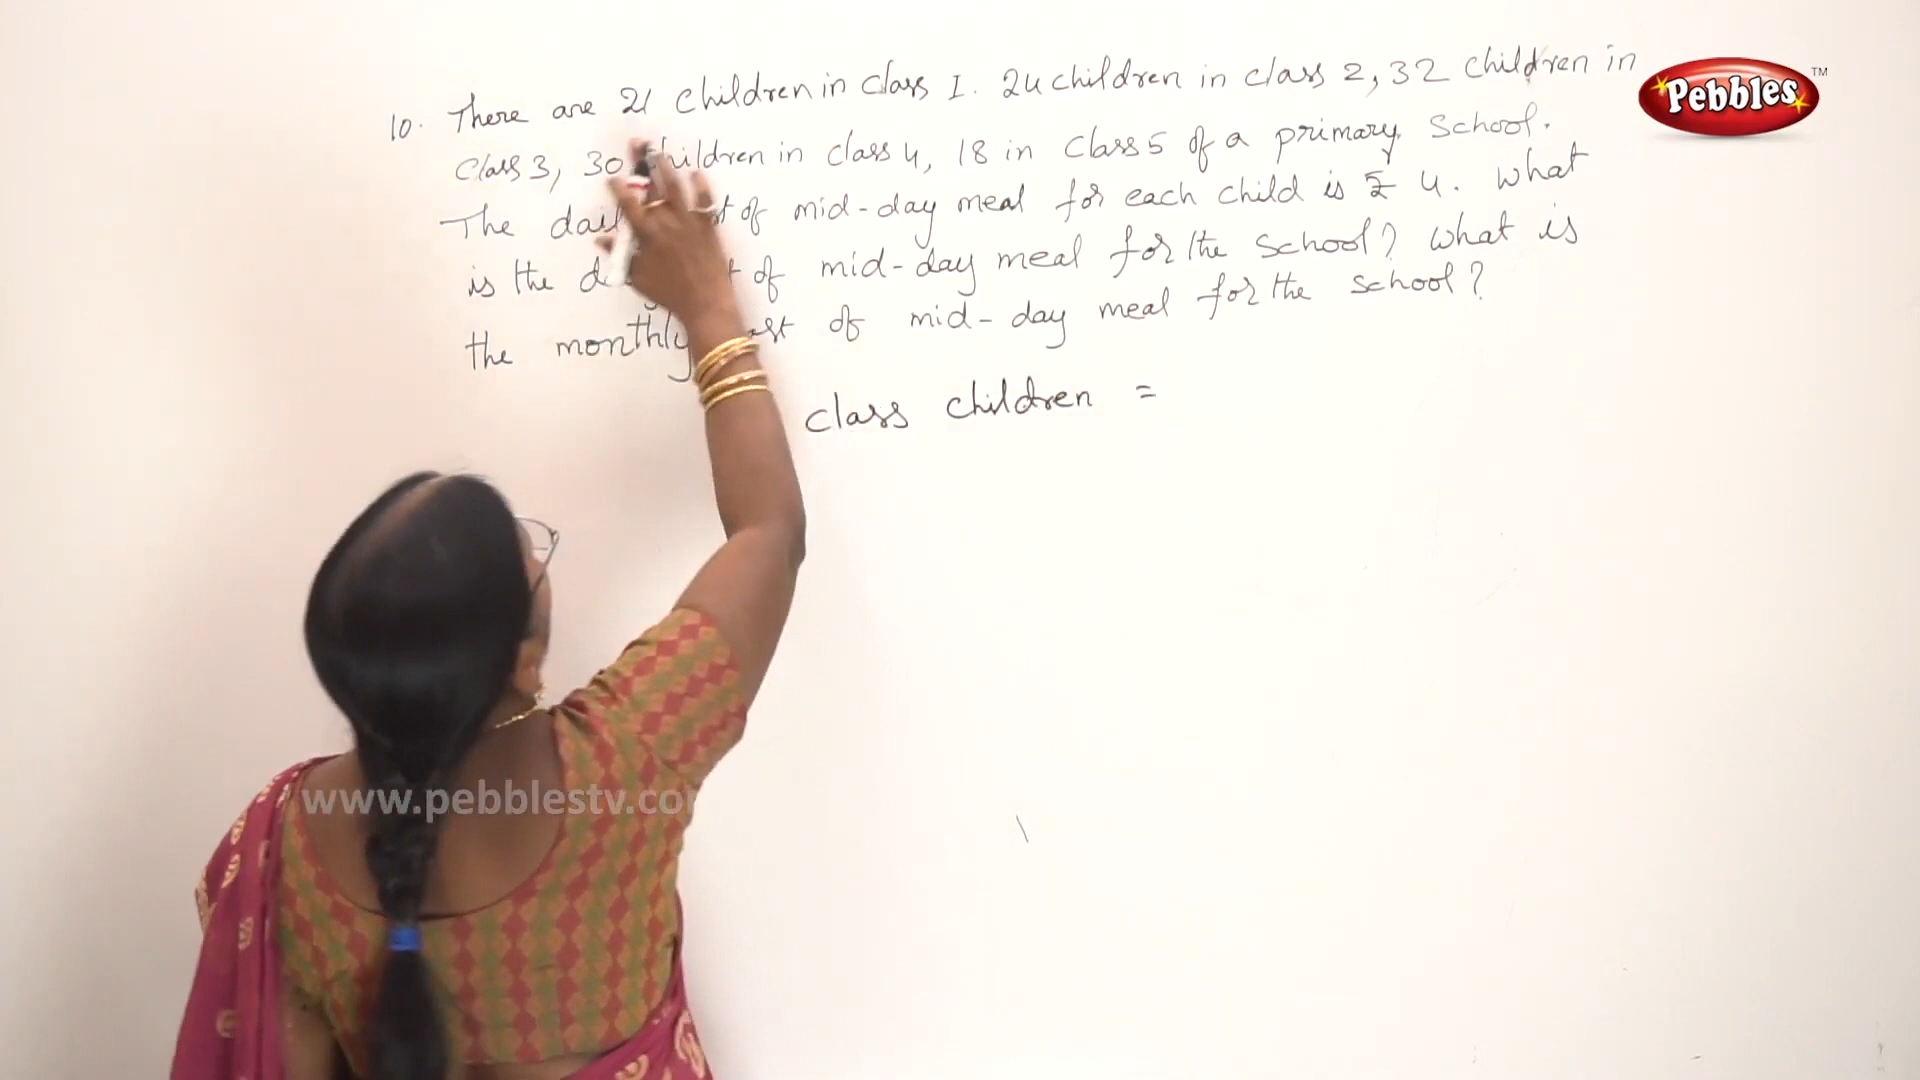 10. There are 21 children in class I. 24 children in class 2, 32 children in
class 3, 30 children in class 4, 18 in class 5 of a primary school.
The of mid-day meal for each child is ₹ 4. what
is the of mid-day meal for the school? what is
the monthly of mid-day meal for the school?
class children =
Pebbles TM
www.pebblestv.co